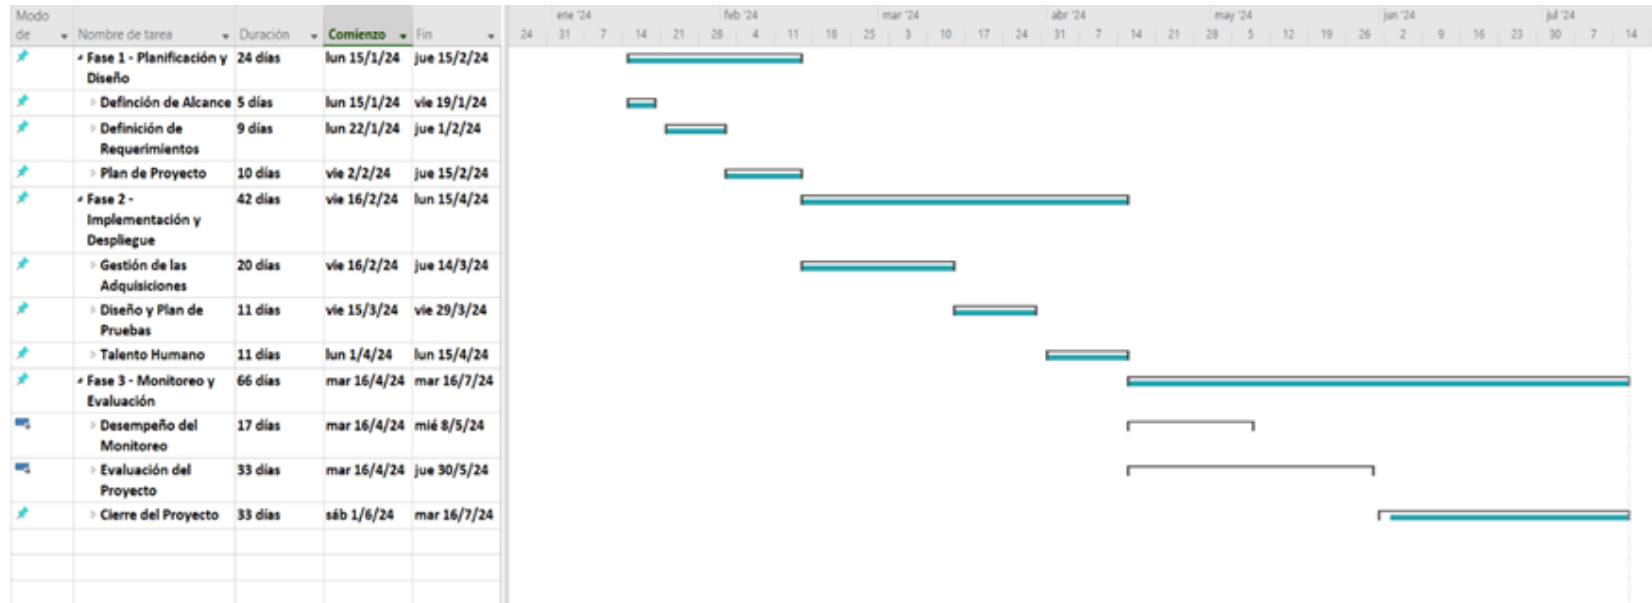 Modo
de Nombre de tarea Duración Comienzo Fin
ene '24 feb '24 mar '24 abr '24 may '24 jun '24 jul '24
24 31 7 14 21 28 4 11 18 25 3 10 17 24 31 7 14 21 28 5 12 19 26 2 9 16 23 30 7 14
Fase 1 - Planificación y 24 días lun 15/1/24 jue 15/2/24
Diseño
Definción de Alcance 5 días lun 15/1/24 vie 19/1/24
Definición de 9 días lun 22/1/24 jue 1/2/24
Requerimientos
Plan de Proyecto 10 días vie 2/2/24 jue 15/2/24
Fase 2 - 42 días vie 16/2/24 lun 15/4/24
Implementación y
Despliegue
Gestión de las 20 días vie 16/2/24 jue 14/3/24
Adquisiciones
Diseño y Plan de 11 días vie 15/3/24 vie 29/3/24
Pruebas
Talento Humano 11 días lun 1/4/24 lun 15/4/24
Fase 3 - Monitoreo y 66 días mar 16/4/24 mar 16/7/24
Evaluación
Desempeño del 17 días mar 16/4/24 mié 8/5/24
Monitoreo
Evaluación del 33 días mar 16/4/24 jue 30/5/24
Proyecto
Cierre del Proyecto 33 días sáb 1/6/24 mar 16/7/24